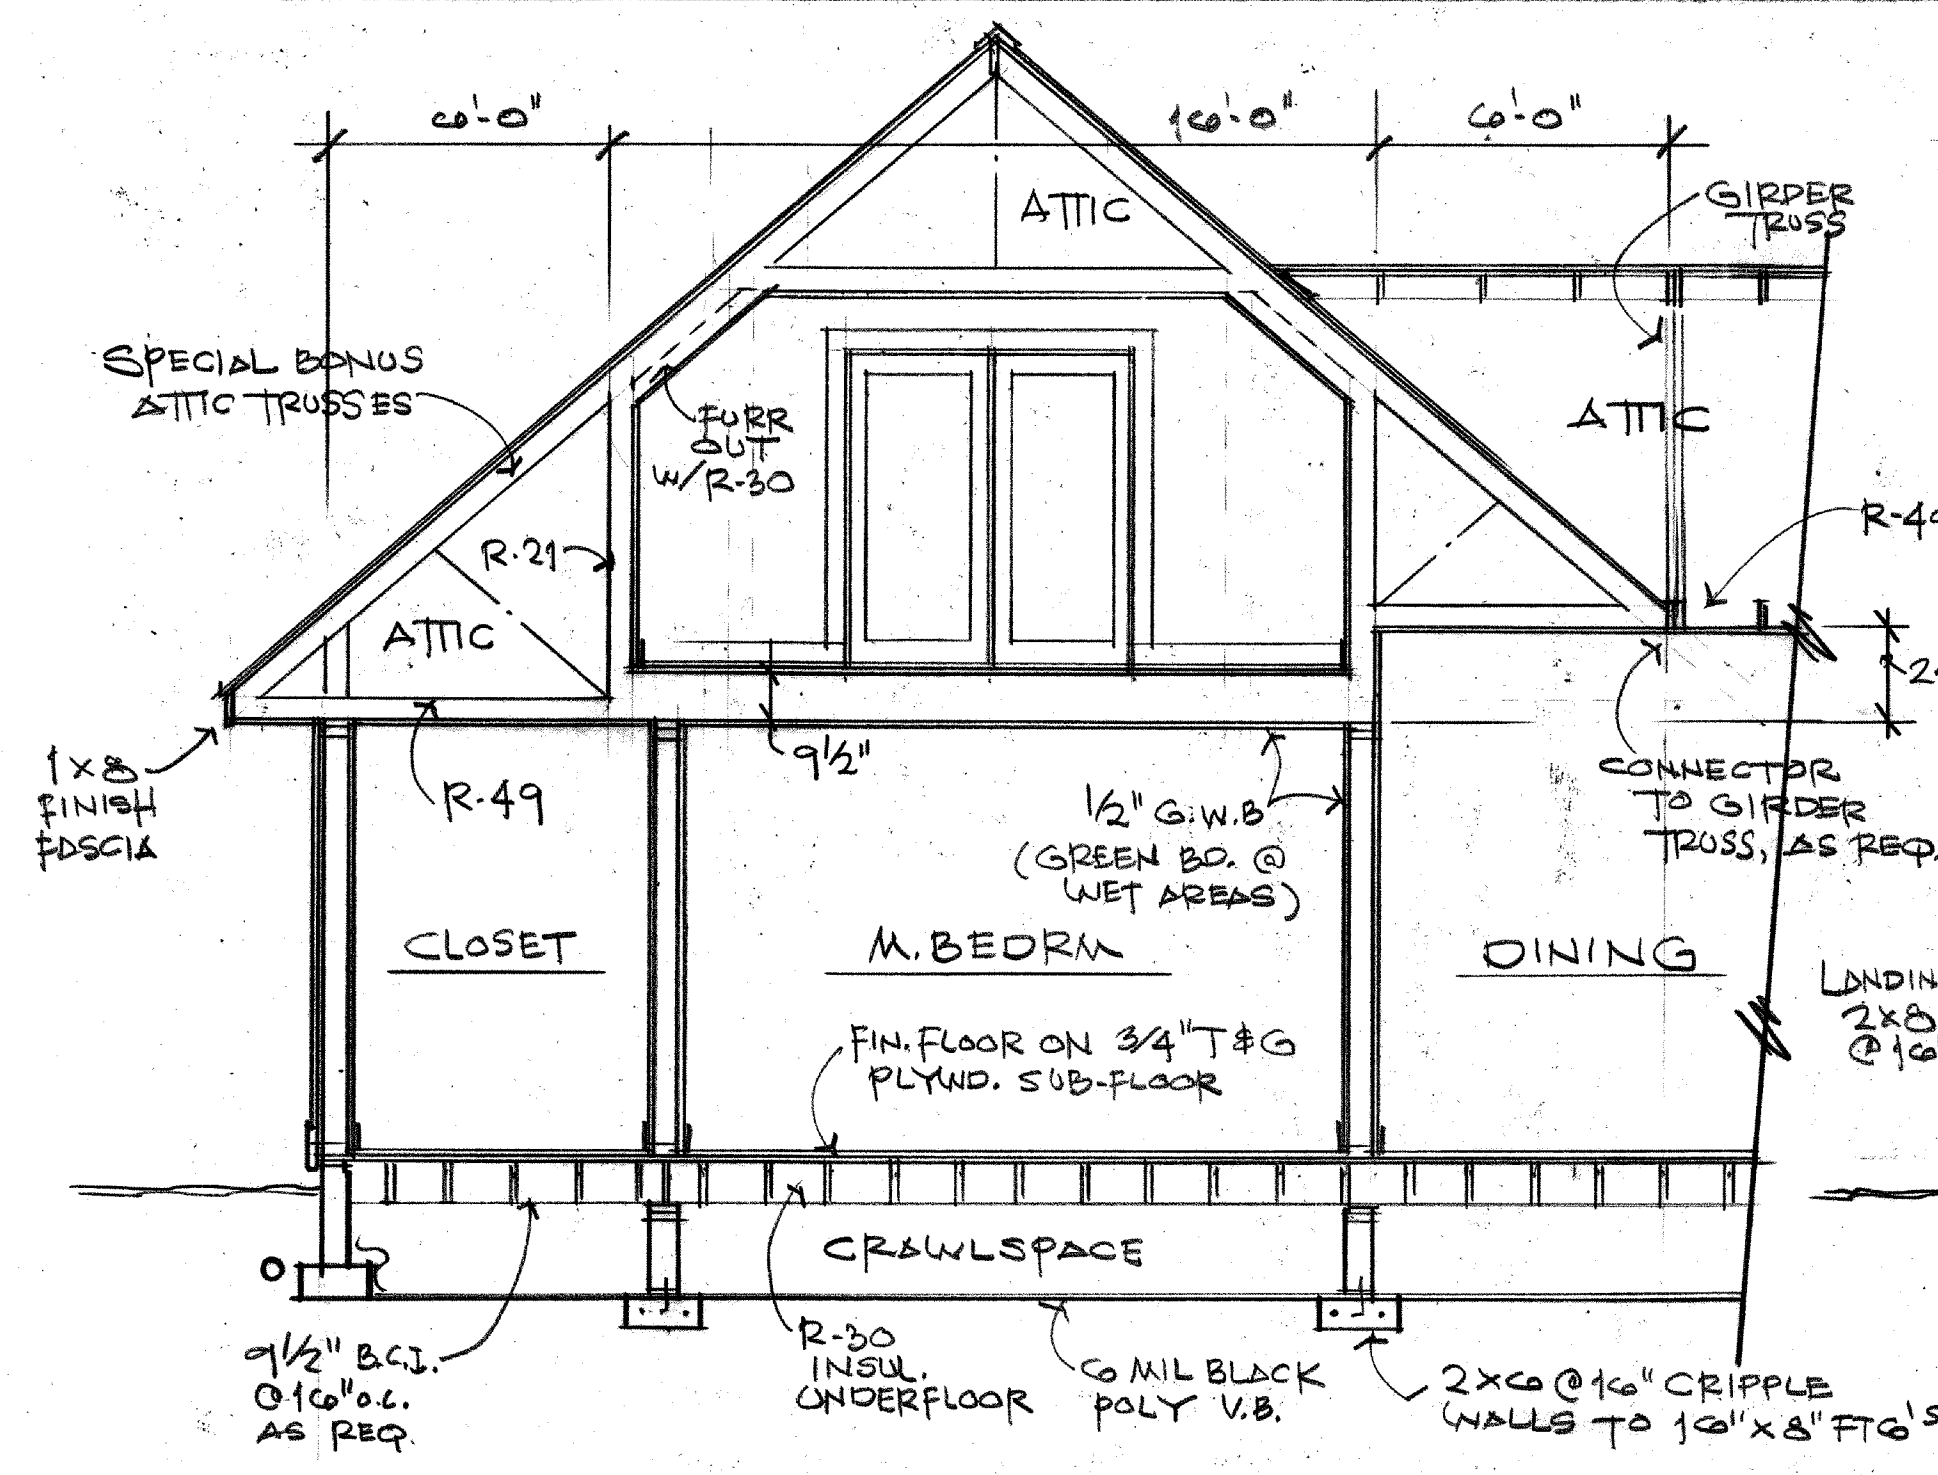 6'-0"
16'-0"
6'-0"
GIRDER
TRUSS
ATTIC
SPECIAL BONUS
ATTIC TRUSSES
FURR
OUT
W/R-30
ATTIC
R-21
ATTIC
9½"
1x8
FINISH
FASCIA
R-49
½" G.W.B
(GREEN BD. @
WET AREAS)
CONNECTOR
TO GIRDER
TRUSS, AS REQ.
CLOSET
M. BEDRM
DINING
2x8
FIN. FLOOR ON 3/4" T & G
PLYWD. SUB-FLOOR
CRAWLSPACE
9½" B.C.I.
@16" O.C.
AS REQ.
R-30
INSUL.
UNDERFLOOR
6 MIL BLACK
POLY V.B.
2x6 @16" CRIPPLE
WALLS TO 16"x8" FTG'S